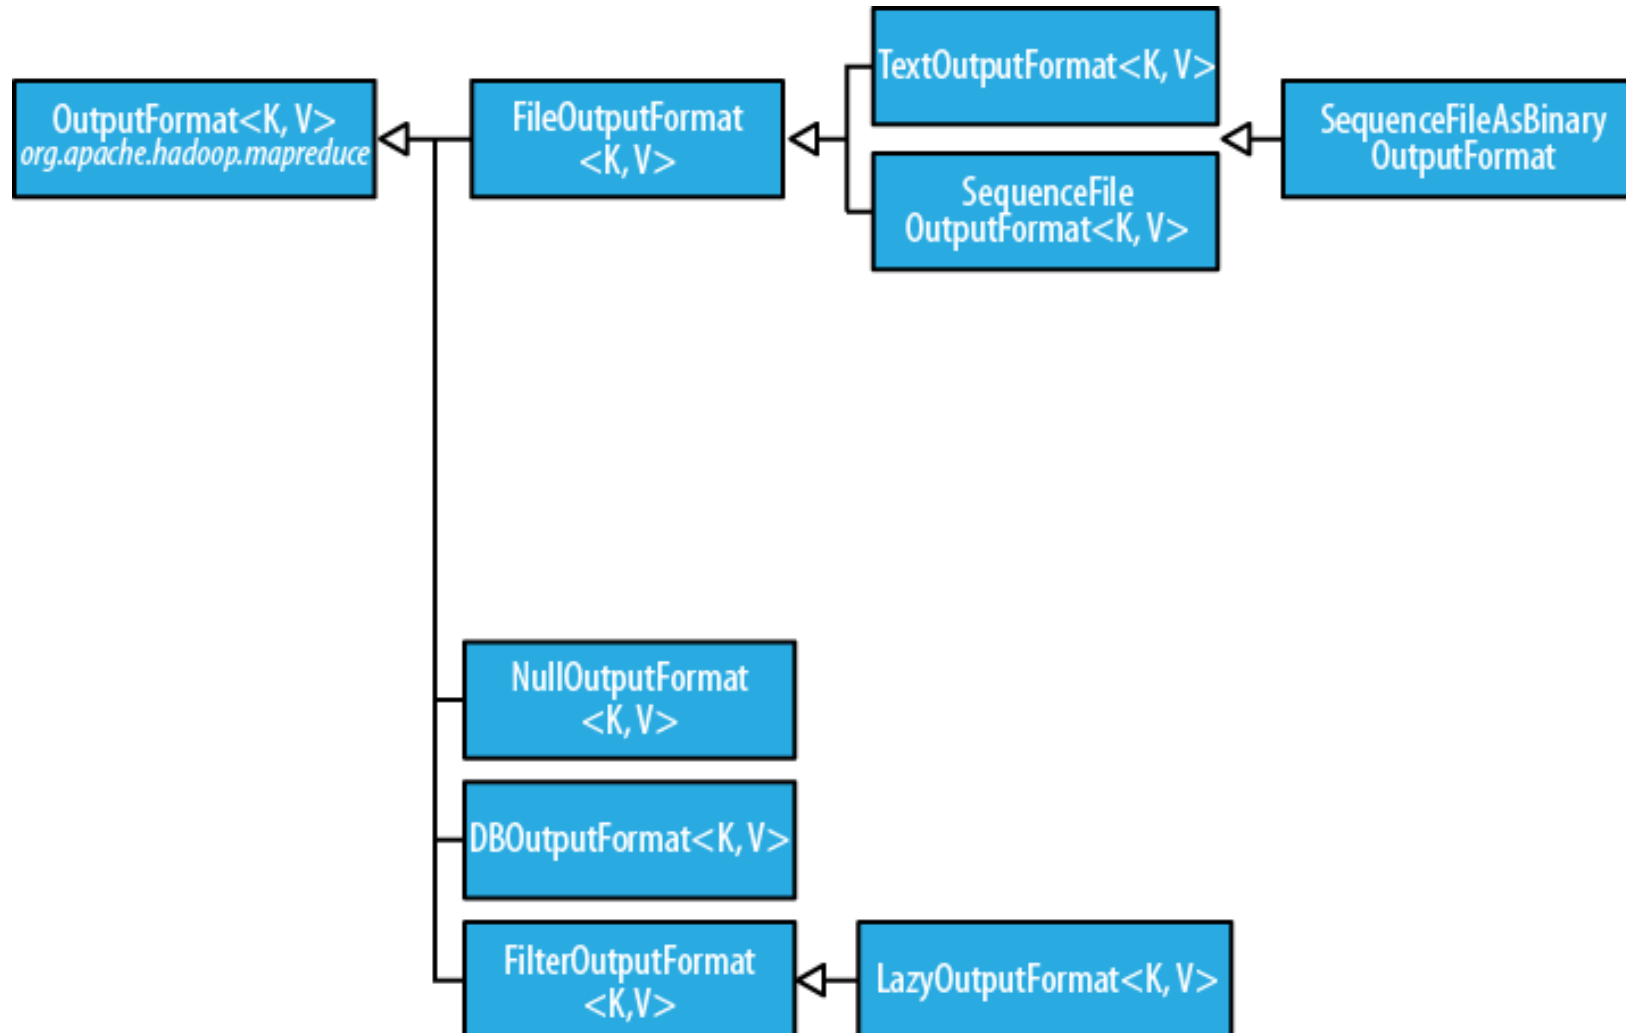 OutputFormat<K, V>
org.apache.hadoop.mapreduce
FileOutputFormat
<K, V>
TextOutputFormat<K, V>
SequenceFile
OutputFormat<K, V>
SequenceFileAsBinary
OutputFormat
NullOutputFormat
<K, V>
DBOutputFormat<K, V>
FilterOutputFormat
<K,V>
LazyOutputFormat<K, V>